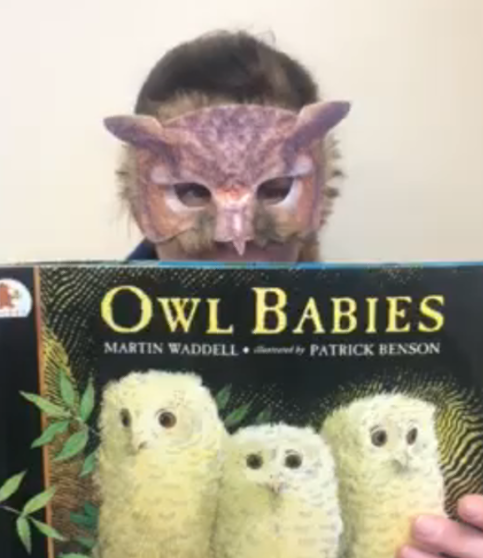 OWL BABIES
MARTIN WADDELL • illustrated by PATRICK BENSON